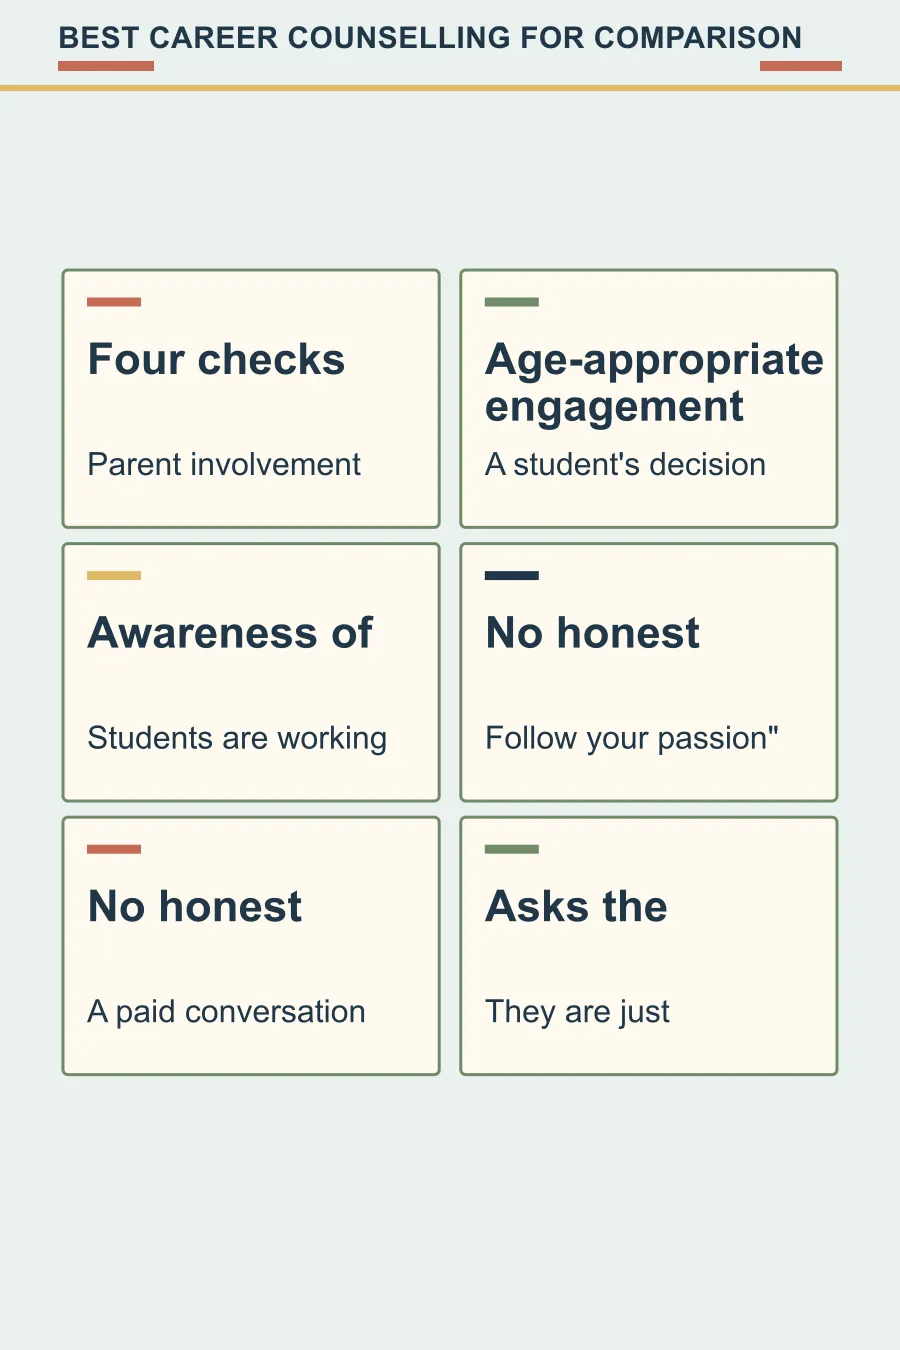 BEST CAREER COUNSELLING FOR COMPARISON
Four checks
Parent involvement
Age-appropriate
engagement
A student's decision
Awareness of
Students are working
No honest
Follow your passion"
No honest
A paid conversation
Asks the
They are just